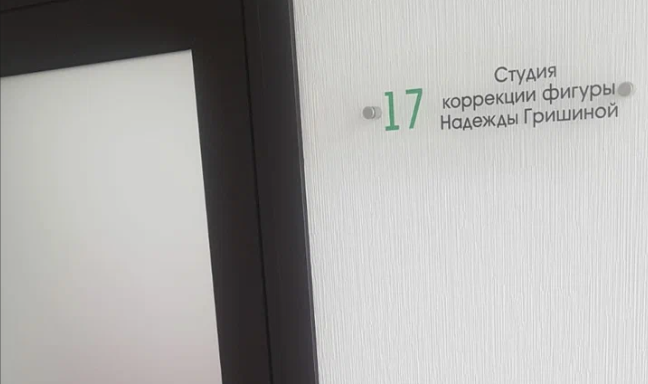 17
Студия
коррекции фигуры
Надежды Гришиной